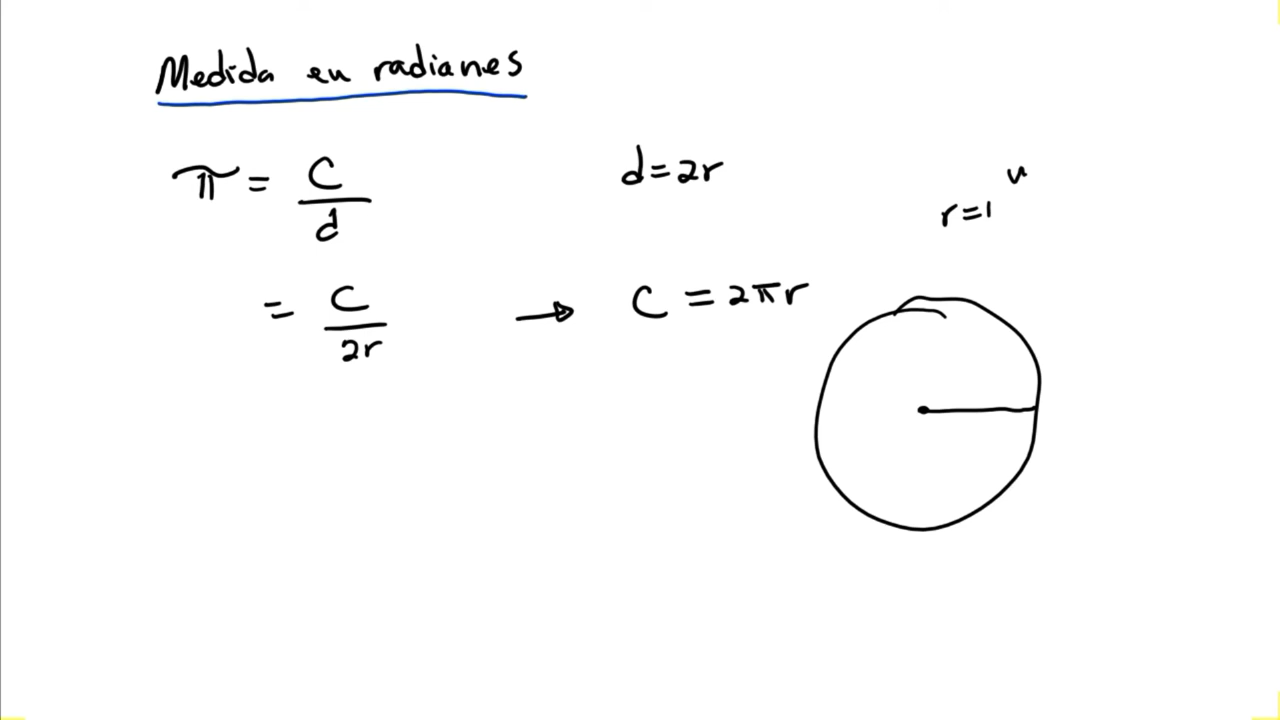 Medida en radianes
π = C/d
d = 2r
r = 1
= C/2r → C = 2πr